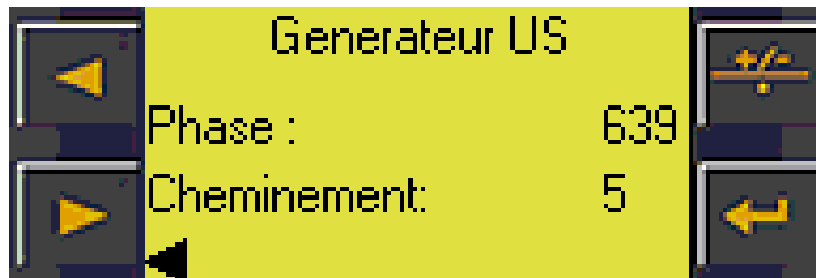 Generateur US
Phase : 639
Cheminement: 5
+/-